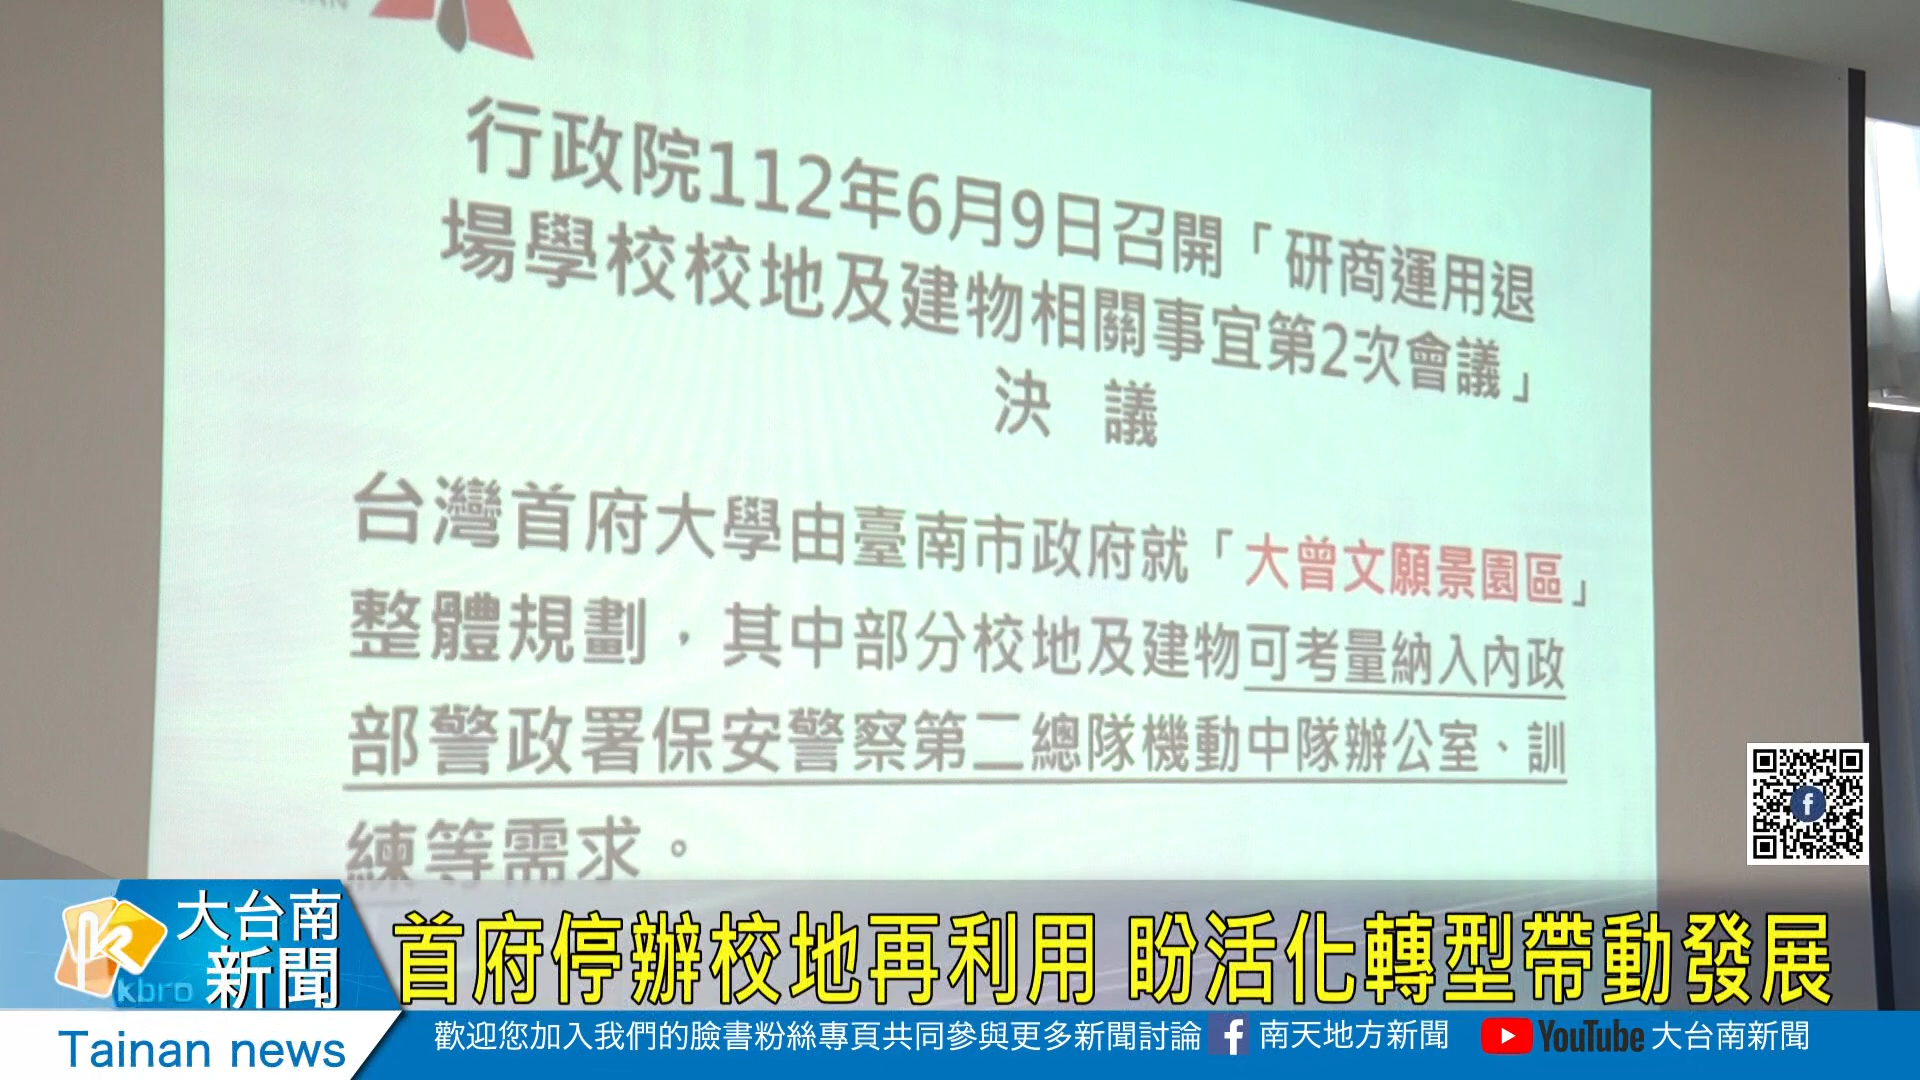 行政院112年6月9日召開「研商運用退
場學校校地及建物相關事宜第2次會議」
決 議
台灣首府大學由臺南市政府就「大曾文願景園區」
整體規劃，其中部分校地及建物可考量納入內政
部警政署保安警察第二總隊機動中隊辦公室、訓
練等需求。
大台南
新聞
kbro
首府停辦校地再利用 盼活化轉型帶動發展
Tainan news
歡迎您加入我們的臉書粉絲專頁共同參與更多新聞討論 f 南天地方新聞 YouTube 大台南新聞